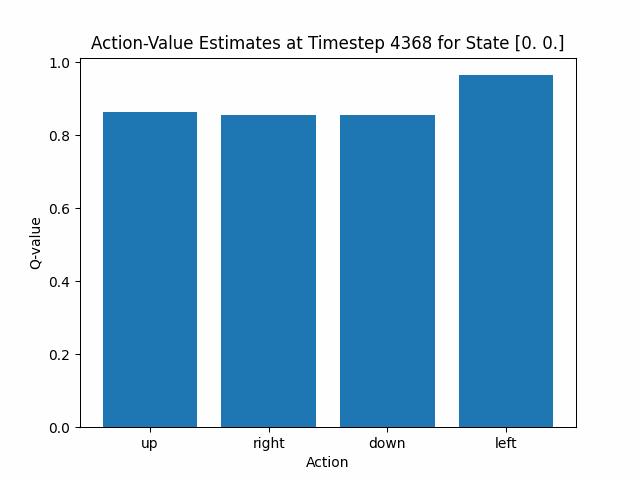 Action-Value Estimates at Timestep 4368 for State [0. 0.]
1.0
0.8
0.6
0.4
0.2
0.0
Q-value
up right down left
Action